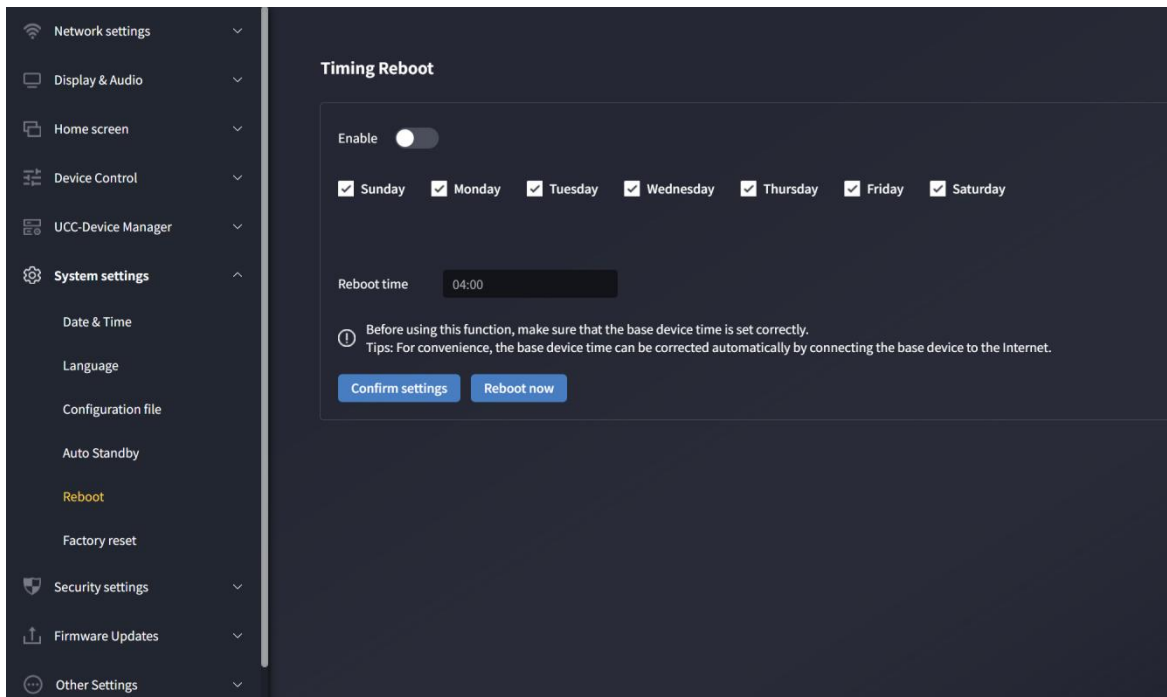 Network settings
Display & Audio
Home screen
Device Control
UCC-Device Manager
System settings
Date & Time
Language
Configuration file
Auto Standby
Reboot
Factory reset
Security settings
Firmware Updates
Other Settings
Timing Reboot
Enable
Sunday Monday Tuesday Wednesday Thursday Friday Saturday
Reboot time 04:00
Before using this function, make sure that the base device time is set correctly.
Tips: For convenience, the base device time can be corrected automatically by connecting the base device to the Internet.
Confirm settings Reboot now